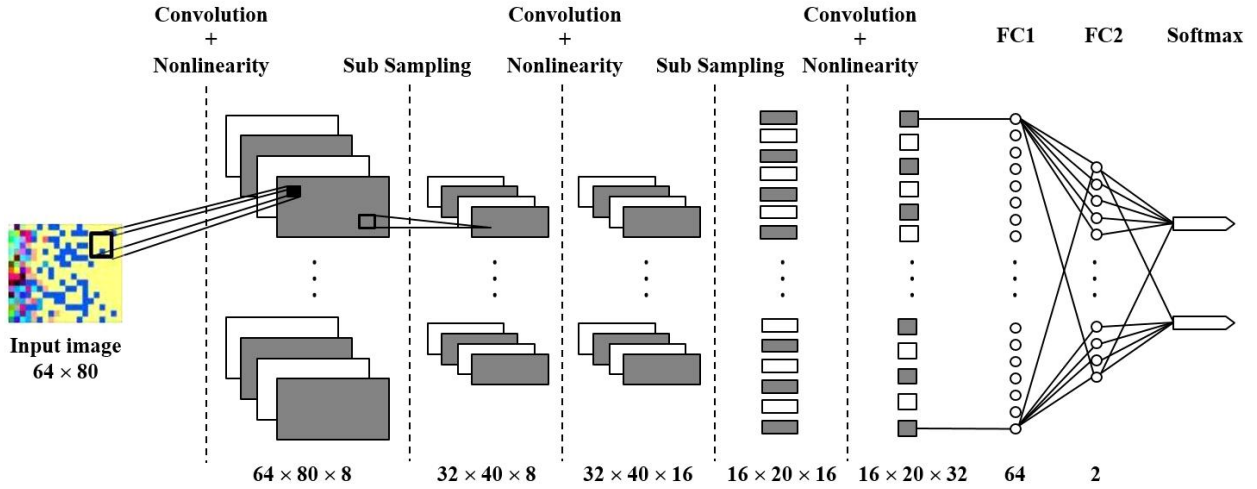 Convolution
+
Nonlinearity
Sub Sampling
Convolution
+
Nonlinearity
Sub Sampling
Convolution
+
Nonlinearity
FC1
FC2
Softmax
Input image
64 × 80
64 × 80 × 8
32 × 40 × 8
32 × 40 × 16
16 × 20 × 16
16 × 20 × 32
64
2